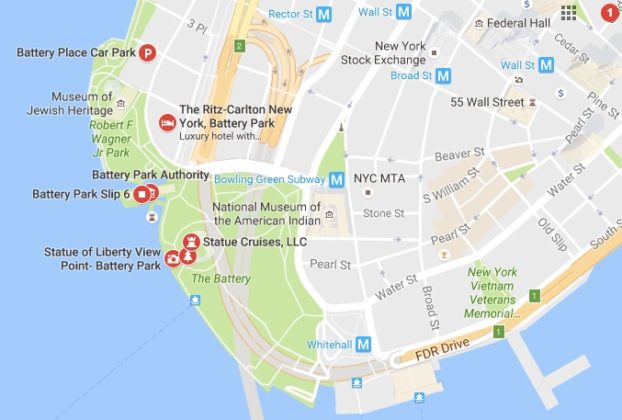 Rector St M
Wall St M
1
Federal Hall
3 Pl
2
Cedar St
Battery Place Car Park P
New York
Stock Exchange
Wall St M
Broad St M
$
$
Pine St
Museum of
Jewish Heritage
The Ritz-Carlton New
York, Battery Park
Luxury hotel with...
55 Wall Street
Pearl St
Robert F
Wagner
Jr Park
Beaver St
Battery Park Authority
Bowling Green Subway M
NYC MTA
S William St
Water St
Battery Park Slip 6
National Museum of
the American Indian
Stone St
Old Slip
Statue Cruises, LLC
Pearl St
South S
Statue of Liberty View
Point- Battery Park
Pearl St
The Battery
Water St
Broad St
New York
Vietnam
Veterans
Memorial...
1
1
Whitehall M
FDR Drive